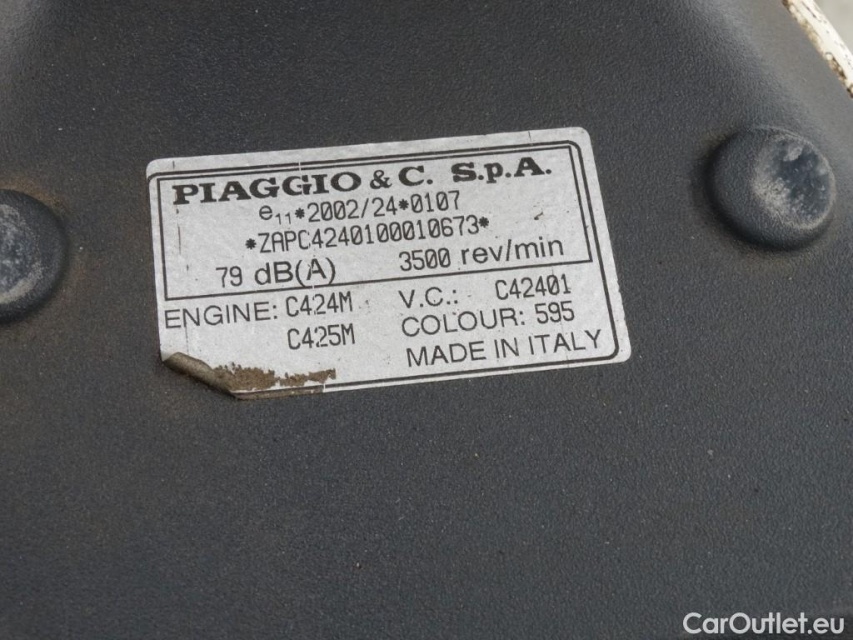 PIAGGIO & C. S.p.A.
e11*2002/24*0107
*ZAPC4240100010673*
79 dB(A) 3500 rev/min
ENGINE: C424M V.C.: C42401
C425M COLOUR: 595
MADE IN ITALY
CarOutlet.eu